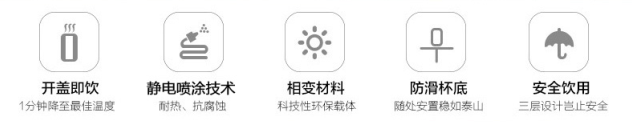 开盖即饮 静电喷涂技术 相变材料 防滑杯底 安全饮用
1分钟降至最佳温度 耐热、抗腐蚀 科技性环保载体 随处安置稳如泰山 三层设计岂止安全